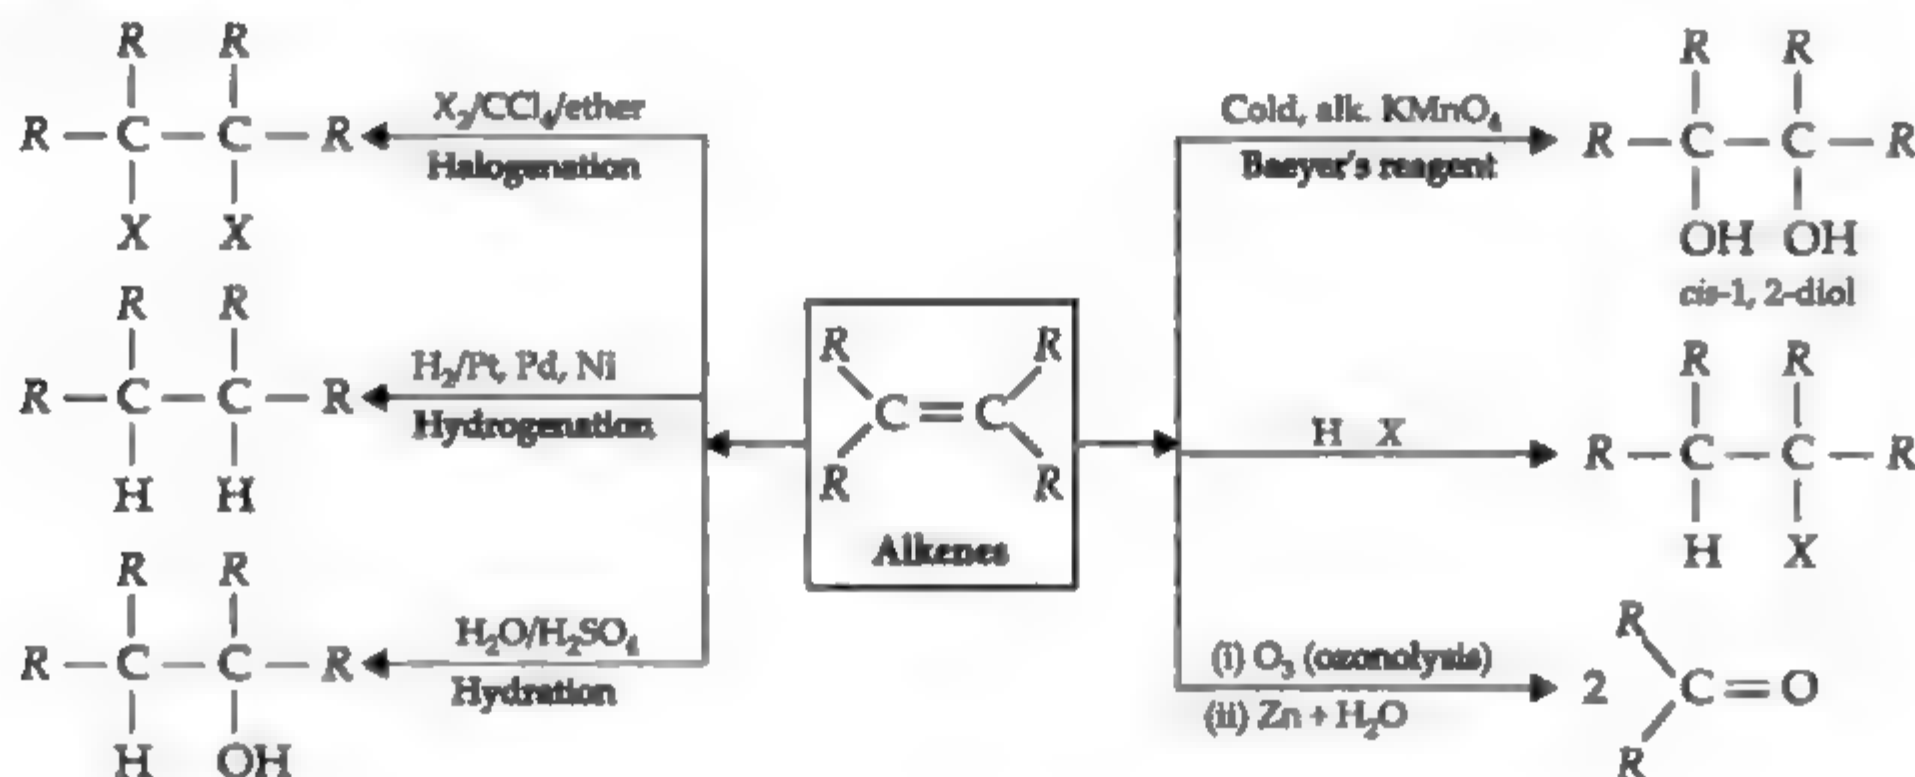 R R
R — C — C — R
X X
X₂/CCl₄/ether
Halogenation
R R
R — C — C — R
H H
H₂/Pt, Pd, Ni
Hydrogenation
R R
R — C — C — R
H OH
H₂O/H₂SO₄
Hydration
R R
C = C
R R
Alkenes
Cold, alk. KMnO₄
Baeyer's reagent
R R
R — C — C — R
OH OH
cis-1, 2-diol
H X
R R
R — C — C — R
H X
(i) O₃ (ozonolysis)
(ii) Zn + H₂O
R
2 C = O
R